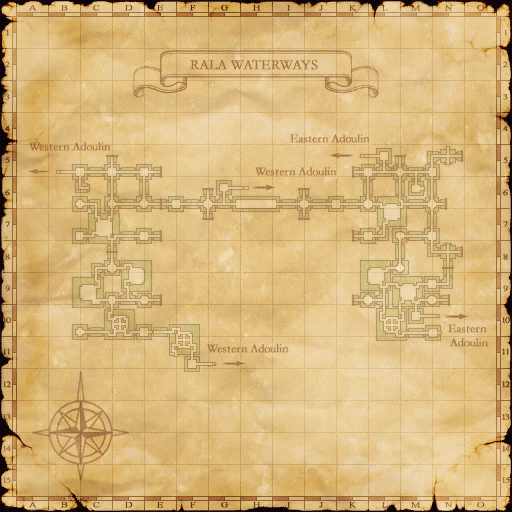 A B C D E F G H I J K L M N O
RALA WATERWAYS
Eastern Adoulin
Western Adoulin
Western Adoulin
Western Adoulin
Eastern
Adoulin
1
2
3
4
5
6
7
8
9
10
11
12
13
14
15
A B C D E F G H I J K L M N O